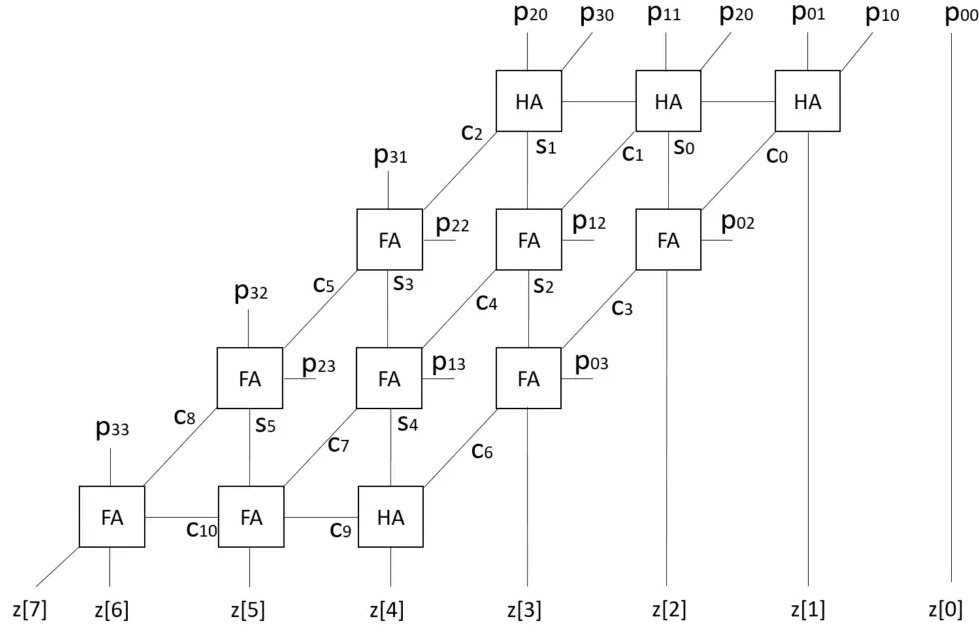 p20 p30 p11 p20 p01 p10 p00
HA HA HA
c2 s1 c1 s0 c0
p31
FA p22 FA p12 FA p02
c5 s3 c4 s2 c3
p32
FA p23 FA p13 FA p03
c8 s5 c7 s4 c6
p33
FA c10 FA c9 HA
z[7] z[6] z[5] z[4] z[3] z[2] z[1] z[0]